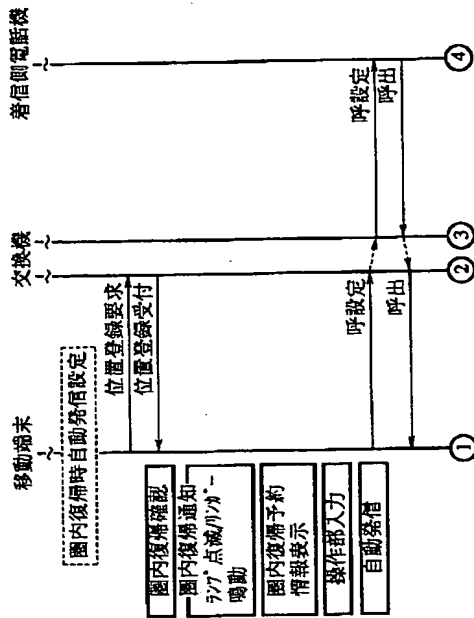 移動端末
交換機
着信側電話機
圏内復帰時自動発信設定
位置登録要求
位置登録受付
圏内復帰確認
圏内復帰通知
ランプ点滅/リンガー
鳴動
圏内復帰予約
情報表示
操作部入力
自動発信
呼設定
呼出
呼設定
呼出
①
②
③
④